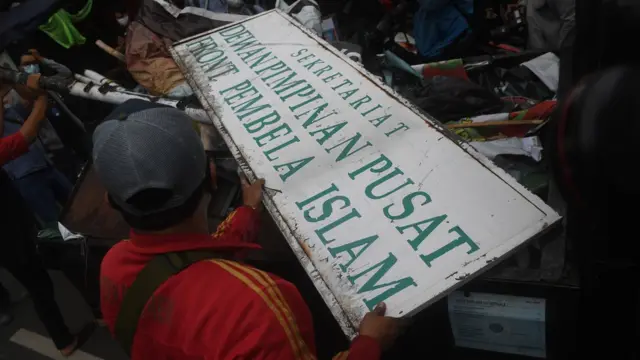 SEKRETARIAT
DEWAN PIMPINAN PUSAT
FRONT PEMBELA ISLAM